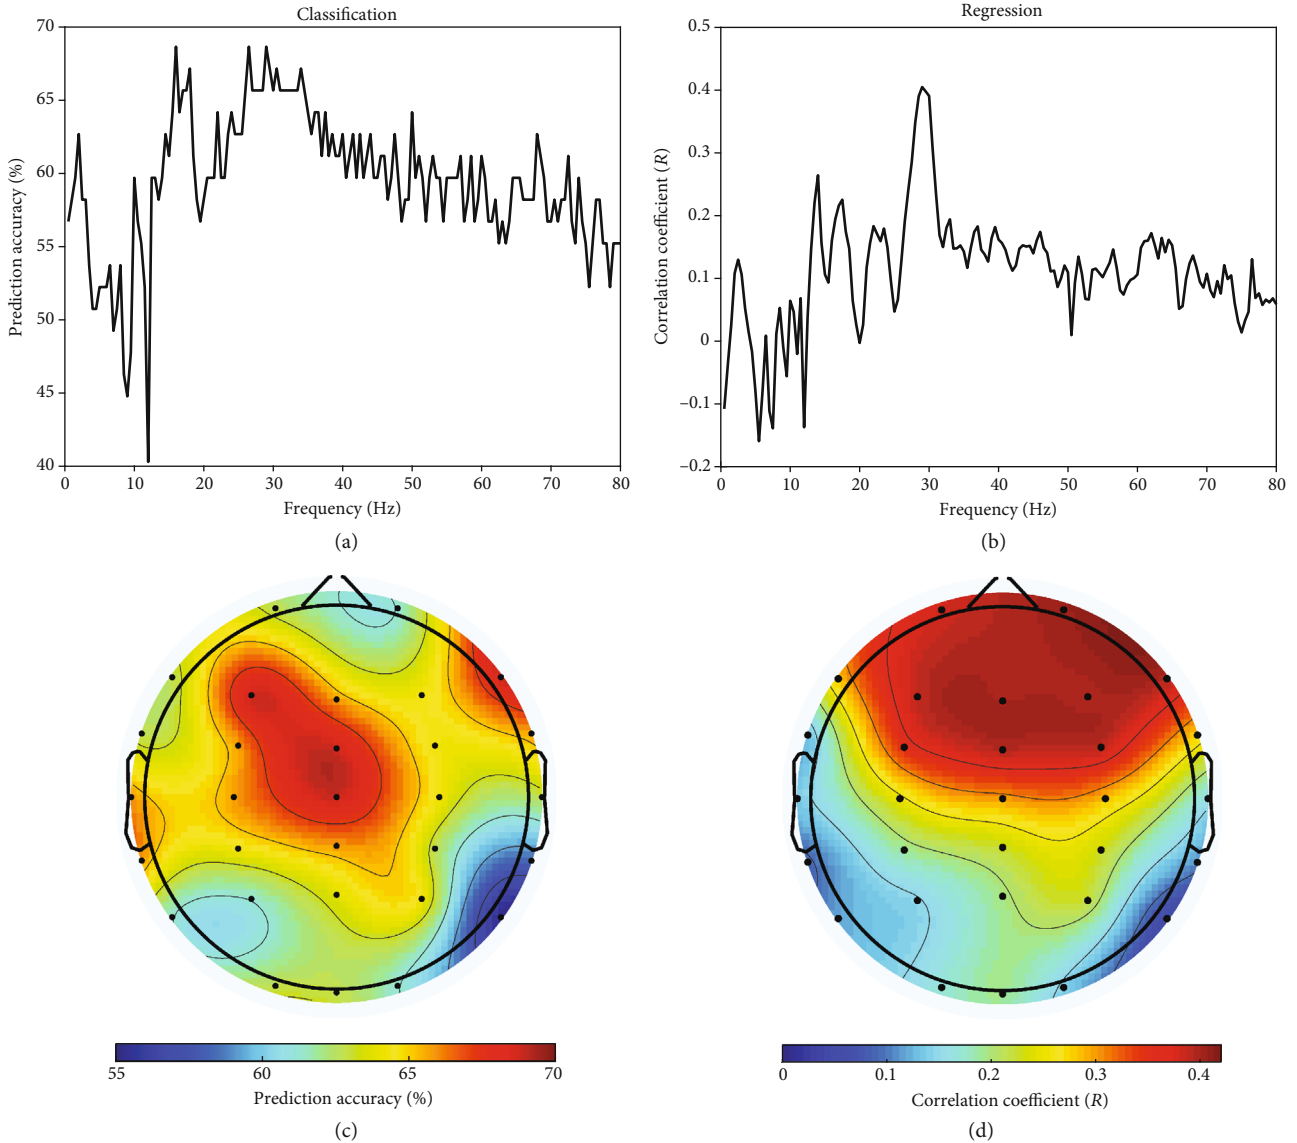 Classification
70
65
60
55
50
45
40
Prediction accuracy (%)
0 10 20 30 40 50 60 70 80
Frequency (Hz)
(a)
Regression
0.5
0.4
0.3
0.2
0.1
0
−0.1
−0.2
Correlation coefficient (R)
0 10 20 30 40 50 60 70 80
Frequency (Hz)
(b)
55 60 65 70
Prediction accuracy (%)
(c)
0 0.1 0.2 0.3 0.4
Correlation coefficient (R)
(d)